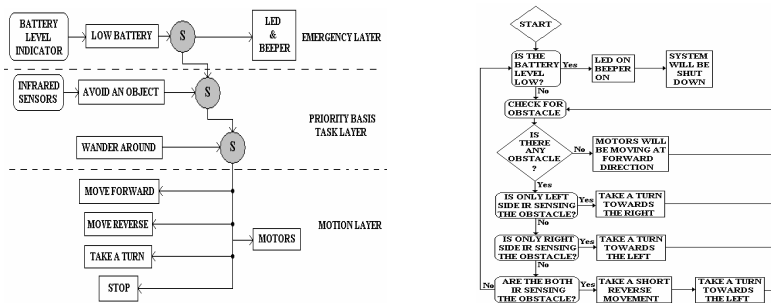 BATTERY
LEVEL
INDICATOR
LOW BATTERY
S
LED
&
BEEPER
EMERGENCY LAYER
INFRARED
SENSORS
AVOID AN OBJECT
S
PRIORITY BASIS
TASK LAYER
WANDER AROUND
S
MOVE FORWARD
MOVE REVERSE
MOTION LAYER
MOTORS
TAKE A TURN
STOP
START
IS THE
BATTERY
LEVEL
LOW?
Yes
LED ON
BEEPER
ON
SYSTEM
WILL BE
SHUT
DOWN
No
CHECK FOR
OBSTACLE
IS
THERE
ANY
OBSTACLE
?
No
MOTORS WILL
BE MOVING AT
FORWARD
DIRECTION
Yes
IS ONLY LEFT
SIDE IR SENSING
THE OBSTACLE?
Yes
TAKE A TURN
TOWARDS
THE RIGHT
No
IS ONLY RIGHT
SIDE IR SENSING
THE OBSTACLE?
Yes
TAKE A TURN
TOWARDS
THE LEFT
No
No
ARE THE BOTH
IR SENSING
THE OBSTACLE?
Yes
TAKE A SHORT
REVERSE
MOVEMENT
TAKE A TURN
TOWARDS
THE LEFT